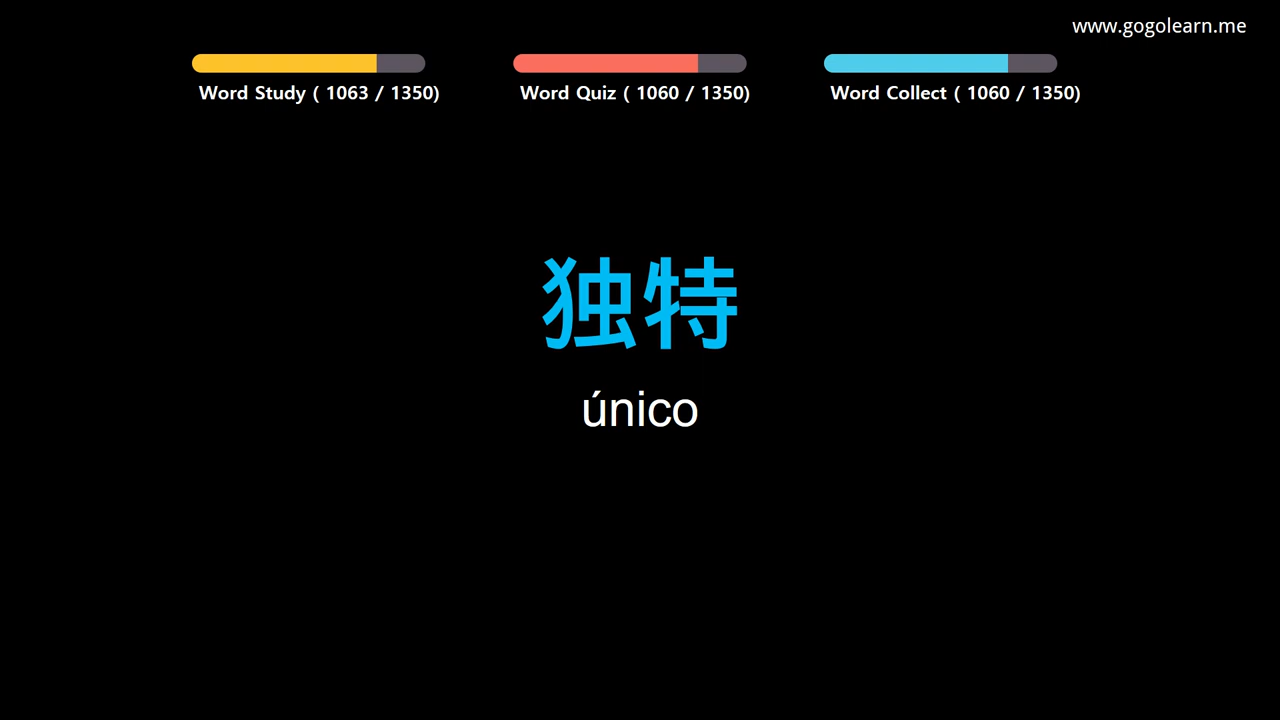 www.gogolearn.me
Word Study ( 1063 / 1350)
Word Quiz ( 1060 / 1350)
Word Collect ( 1060 / 1350)
独特
único